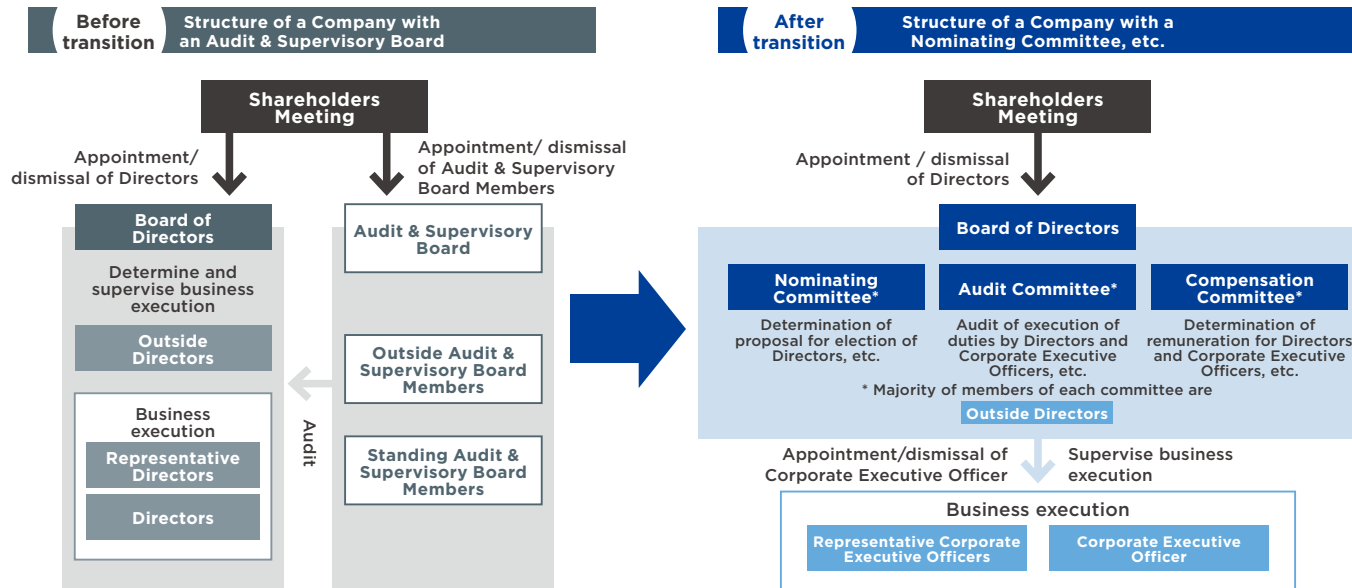 Before
transition
Structure of a Company with
an Audit & Supervisory Board
Shareholders
Meeting
Appointment/
dismissal of Directors
Appointment/ dismissal
of Audit & Supervisory
Board Members
Board of
Directors
Determine and
supervise business
execution
Outside
Directors
Business
execution
Representative
Directors
Directors
Audit
Audit & Supervisory
Board
Outside Audit &
Supervisory Board
Members
Standing Audit &
Supervisory Board
Members
After
transition
Structure of a Company with a
Nominating Committee, etc.
Shareholders
Meeting
Appointment / dismissal
of Directors
Board of Directors
Nominating
Committee*
Determination of
proposal for election of
Directors, etc.
Audit Committee*
Audit of execution of
duties by Directors and
Corporate Executive
Officers, etc.
Compensation
Committee*
Determination of
remuneration for Directors
and Corporate Executive
Officers, etc.
* Majority of members of each committee are
Outside Directors
Appointment/dismissal of
Corporate Executive Officer
Supervise business
execution
Business execution
Representative Corporate
Executive Officers
Corporate Executive
Officer